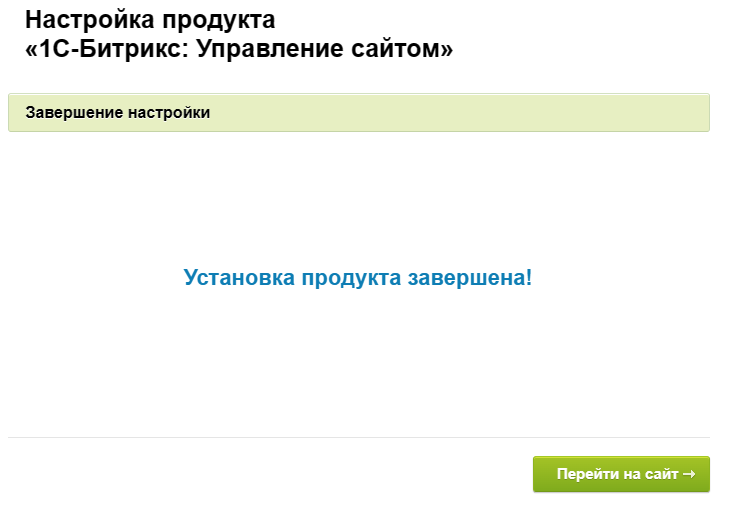 Настройка продукта
«1С-Битрикс: Управление сайтом»
Завершение настройки
Установка продукта завершена!
Перейти на сайт →